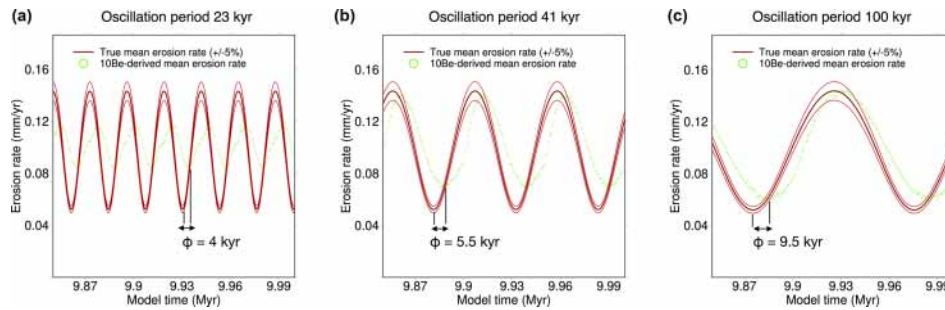 (a) Oscillation period 23 kyr
True mean erosion rate (+/-5%)
10Be-derived mean erosion rate
Erosion rate (mm/yr)
0.16
0.12
0.08
0.04
ϕ = 4 kyr
9.87 9.9 9.93 9.96 9.99
Model time (Myr)
(b) Oscillation period 41 kyr
True mean erosion rate (+/-5%)
10Be-derived mean erosion rate
Erosion rate (mm/yr)
0.16
0.12
0.08
0.04
ϕ = 5.5 kyr
9.87 9.9 9.93 9.96 9.99
Model time (Myr)
(c) Oscillation period 100 kyr
True mean erosion rate (+/-5%)
10Be-derived mean erosion rate
Erosion rate (mm/yr)
0.16
0.12
0.08
0.04
ϕ = 9.5 kyr
9.87 9.9 9.93 9.96 9.99
Model time (Myr)